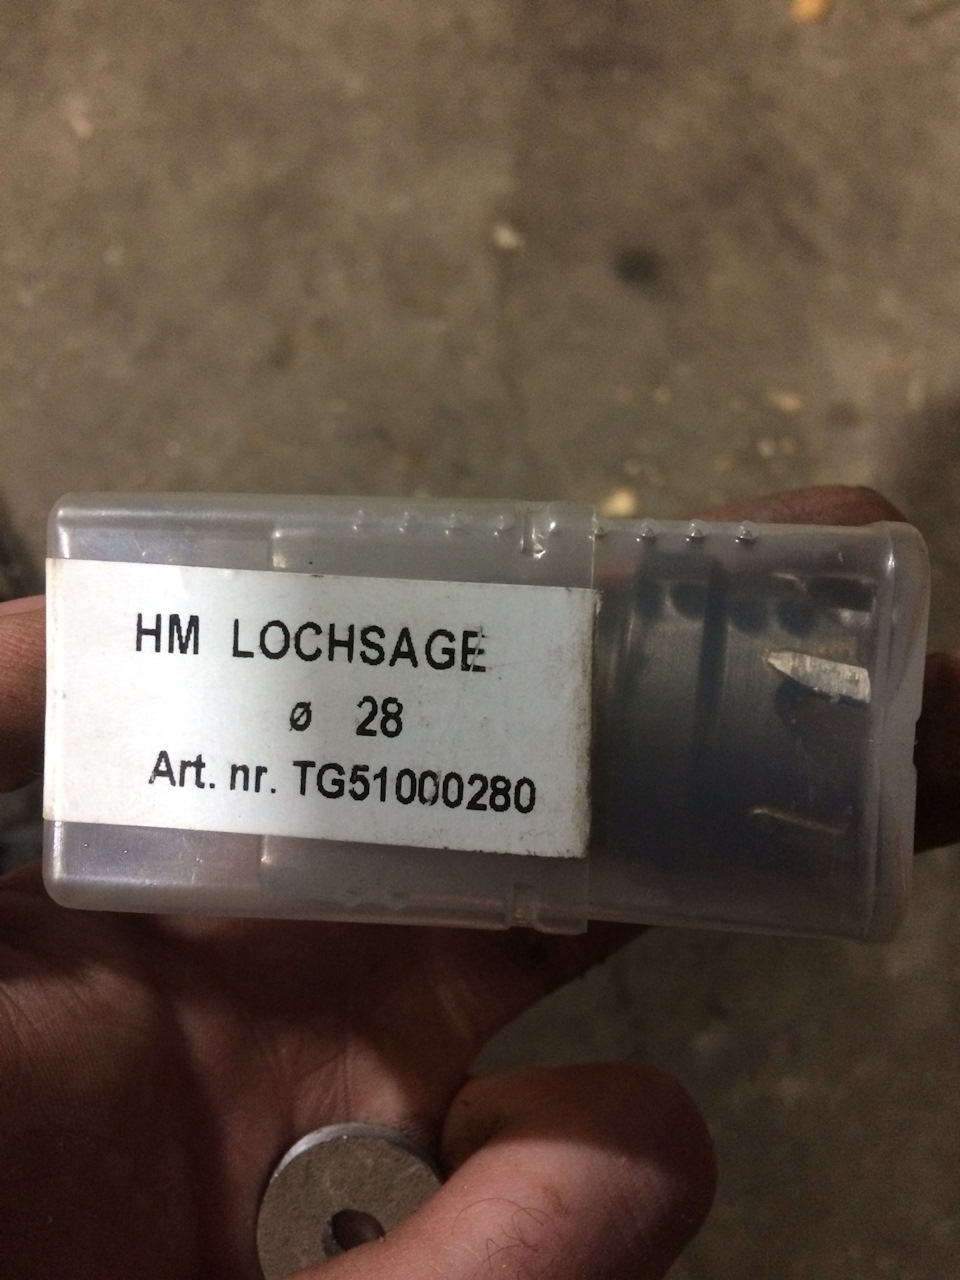 HM LOCHSAGE
ø 28
Art. nr. TG51000280